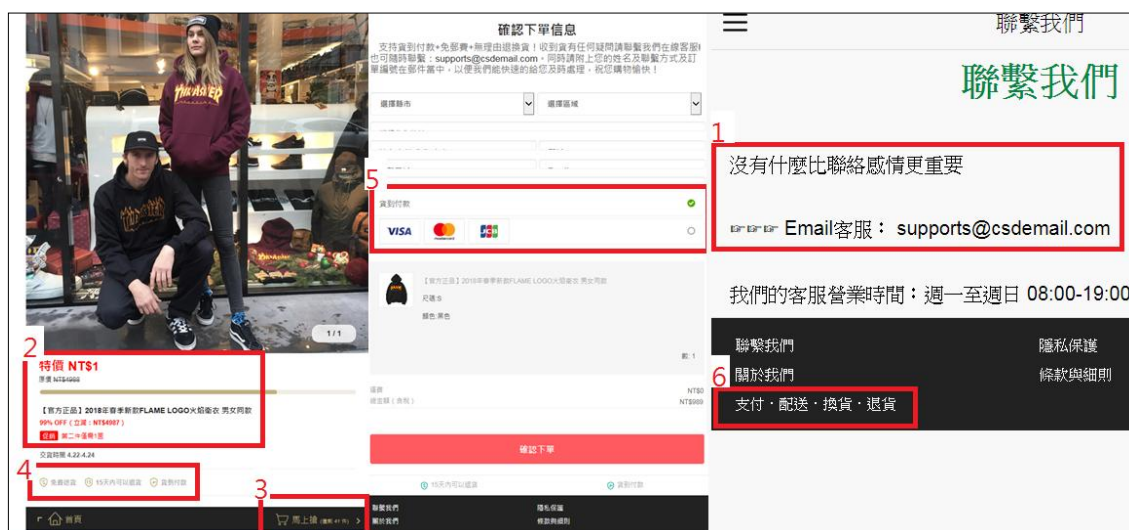 THRASHER
1/1
2
特價 NT$1
原價 NT$4988
【官方正品】2018年春季新款FLAME LOGO火焰衛衣 男女同款
99% OFF ( 立減：NT$4987 )
促銷 第二件僅需1元
交貨時間 4.22-4.24
4
免費送貨 15天內可以退貨 貨到付款
3
首頁
馬上搶
確認下單信息
支持貨到付款+免郵費+無理由退換貨！收到貨有任何疑問請聯繫我們在線客服
也可隨時聯繫：supports@csdemail.com。同時請附上您的姓名及聯繫方式及訂
單編號在郵件當中，以便我們能快速的給您及時處理，祝您購物愉快！
選擇縣市 選擇區域
5
貨到付款
VISA mastercard JCB
【官方正品】2018年春季新款FLAME LOGO火焰衛衣 男女同款
尺碼:S
顏色:黑色
數: 1
運費 NT$0
總金額（含稅） NT$989
確認下單
15天內可以退貨 貨到付款
聯繫我們 隱私保護
關於我們 條款與細則
聯繫我們
聯繫我們
1
沒有什麼比聯絡感情更重要
☞☞☞ Email客服： supports@csdemail.com
我們的客服營業時間：週一至週日 08:00-19:00
聯繫我們 隱私保護
6
關於我們 條款與細則
支付・配送・換貨・退貨